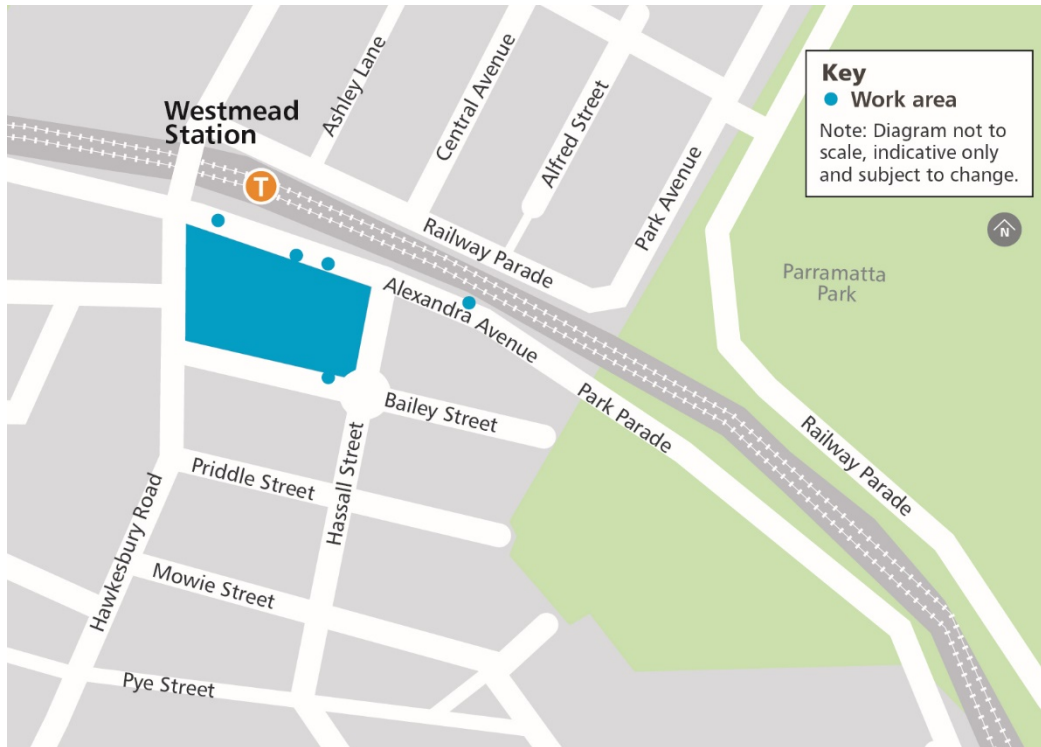 Westmead
Station
T
Ashley Lane
Central Avenue
Alfred Street
Park Avenue
Railway Parade
Key
Work area
Note: Diagram not to
scale, indicative only
and subject to change.
N
Parramatta
Park
Alexandra Avenue
Park Parade
Railway Parade
Bailey Street
Hassall Street
Priddle Street
Hawkesbury Road
Mowie Street
Pye Street